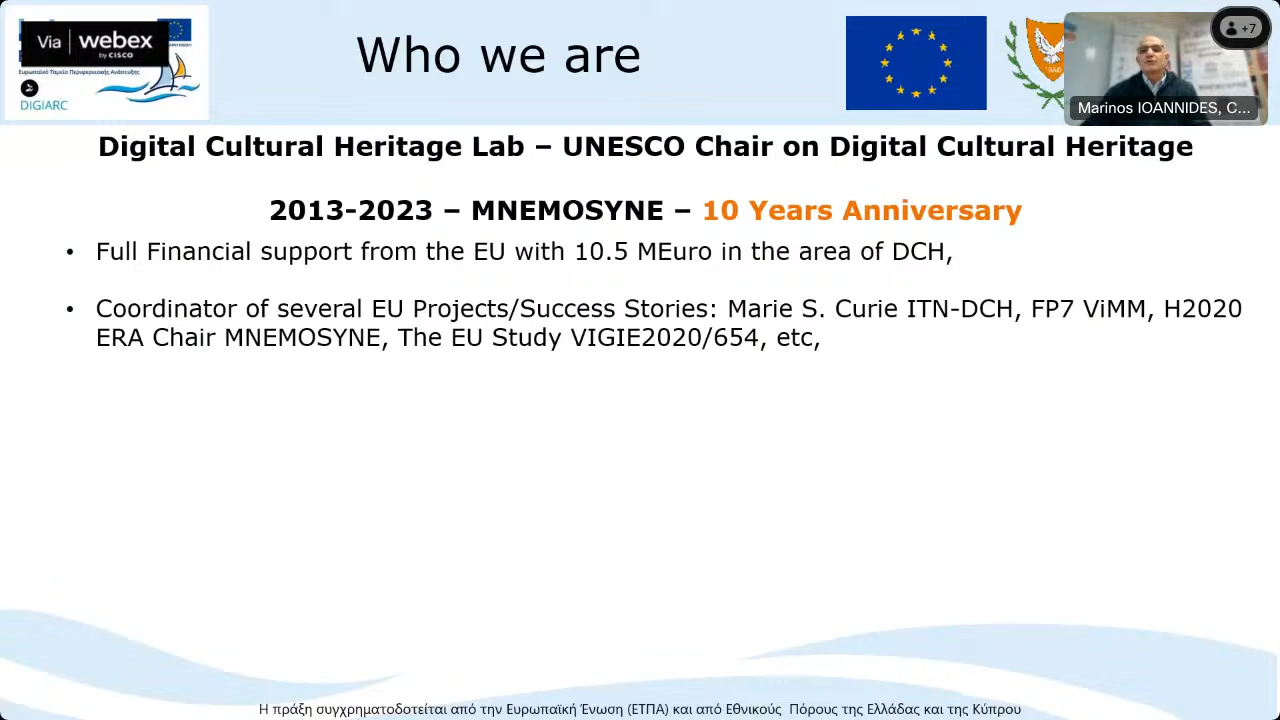 Via webex
by CISCO
Ευρωπαϊκό Ταμείο Περιφερειακής Ανάπτυξης
DIGIARC
Who we are
+7
Marinos IOANNIDES, C...
Digital Cultural Heritage Lab – UNESCO Chair on Digital Cultural Heritage
2013-2023 – MNEMOSYNE – 10 Years Anniversary
• Full Financial support from the EU with 10.5 MEuro in the area of DCH,
• Coordinator of several EU Projects/Success Stories: Marie S. Curie ITN-DCH, FP7 ViMM, H2020
ERA Chair MNEMOSYNE, The EU Study VIGIE2020/654, etc,
Η πράξη συγχρηματοδοτείται από την Ευρωπαϊκή Ένωση (ΕΤΠΑ) και από Εθνικούς Πόρους της Ελλάδας και της Κύπρου